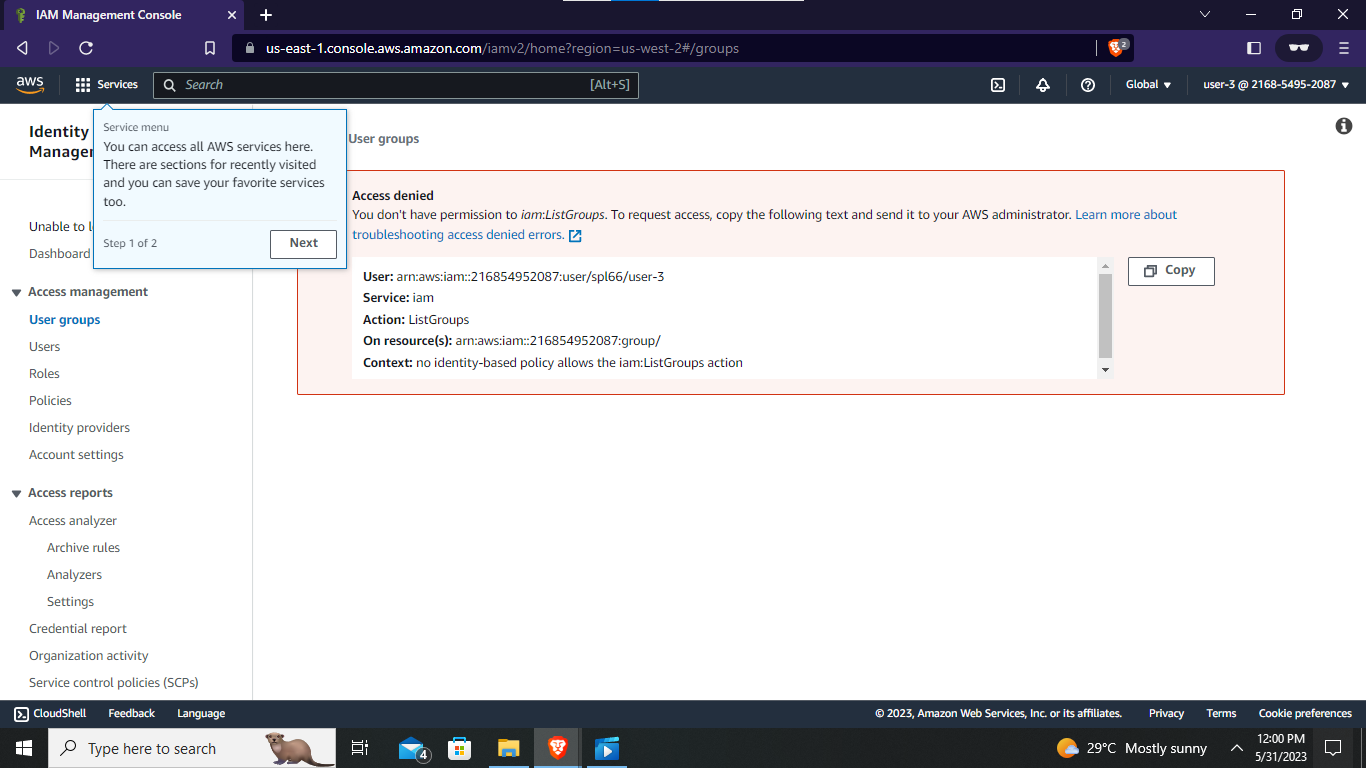 IAM Management Console
us-east-1.console.aws.amazon.com/iamv2/home?region=us-west-2#/groups
2
aws
Services
Search
[Alt+S]
Global
user-3 @ 2168-5495-2087
Identity
Service menu
You can access all AWS services here.
There are sections for recently visited
and you can save your favorite services
too.
Step 1 of 2
Next
Unable to
Dashboard
Access management
User groups
Users
Roles
Policies
Identity providers
Account settings
Access reports
Access analyzer
Archive rules
Analyzers
Settings
Credential report
Organization activity
Service control policies (SCPs)
User groups
Access denied
You don't have permission to iam:ListGroups. To request access, copy the following text and send it to your AWS administrator. Learn more about
troubleshooting access denied errors.
User: arn:aws:iam::216854952087:user/spl66/user-3
Service: iam
Action: ListGroups
On resource(s): arn:aws:iam::216854952087:group/
Context: no identity-based policy allows the iam:ListGroups action
Copy
CloudShell
Feedback
Language
© 2023, Amazon Web Services, Inc. or its affiliates.
Privacy
Terms
Cookie preferences
Type here to search
4
29°C Mostly sunny
12:00 PM
5/31/2023